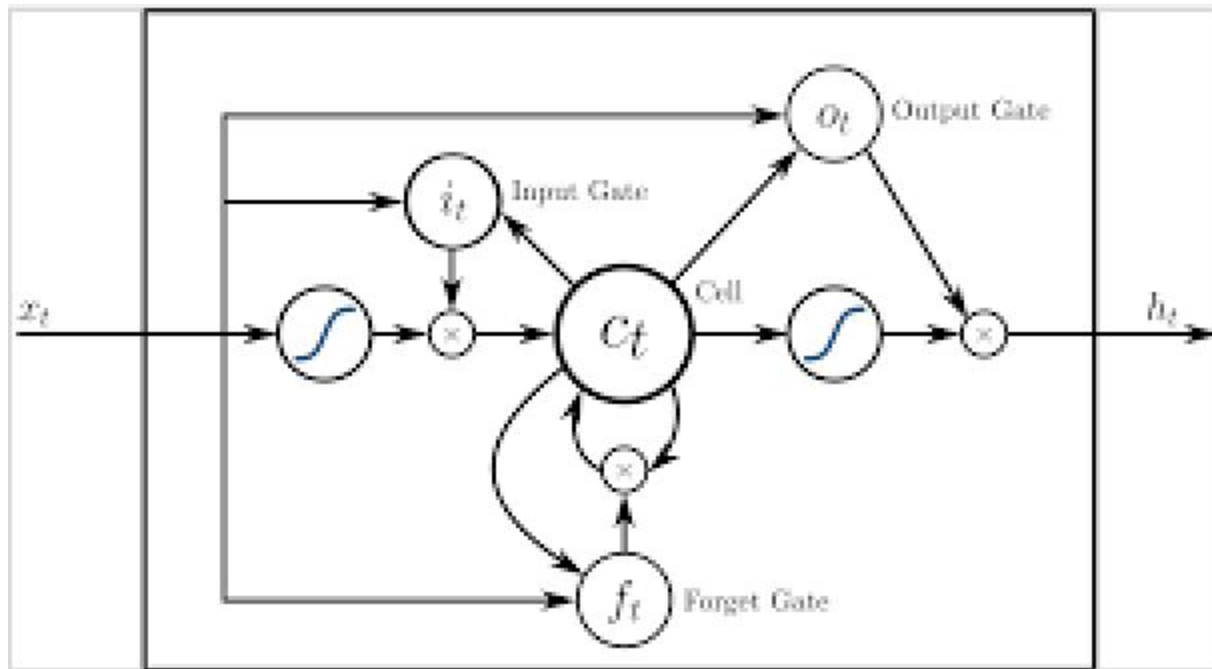 o_t Output Gate
i_t Input Gate
Cell
x_t
×
c_t
×
h_t
×
f_t Forget Gate